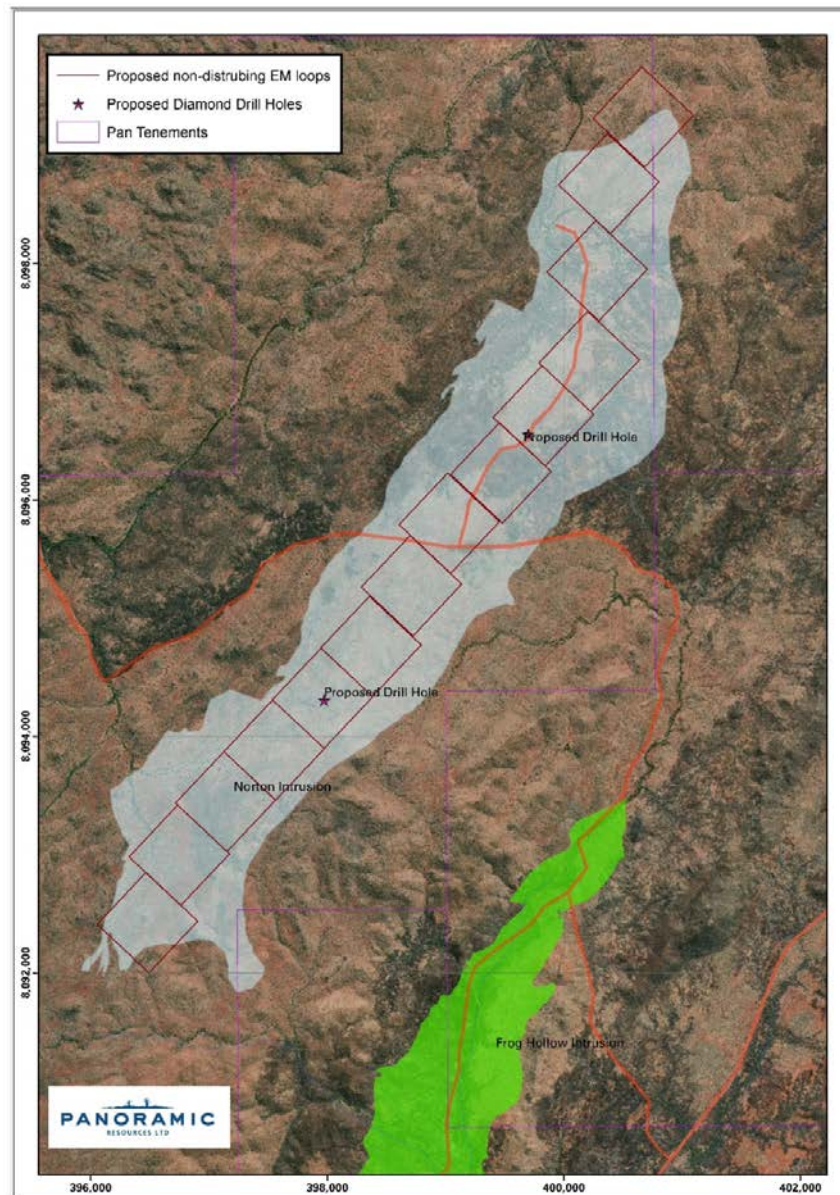 Proposed non-distrubing EM loops
Proposed Diamond Drill Holes
Pan Tenements
8,098,000
Proposed Drill Hole
8,096,000
Proposed Drill Hole
8,094,000
Norton Intrusion
8,092,000
Frog Hollow Intrusion
PANORAMIC
RESOURCES LTD
396,000
398,000
400,000
402,000